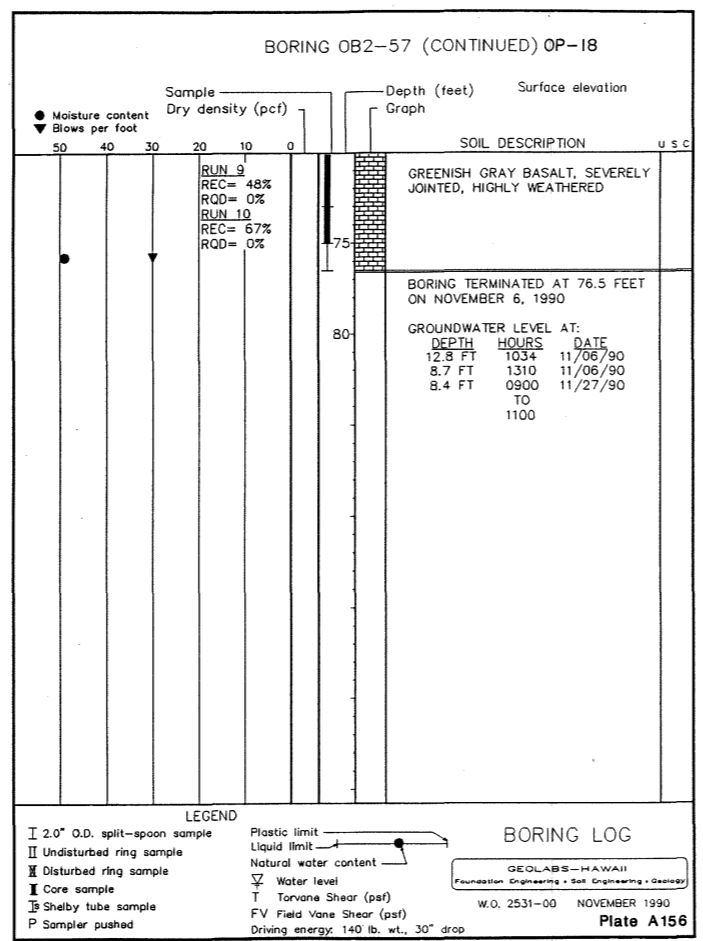 BORING OB2-57 (CONTINUED) OP-18
Sample
Depth (feet)
Surface elevation
Dry density (pcf)
Graph
● Moisture content
▼ Blows per foot
50 40 30 20 10 0
SOIL DESCRIPTION
U S C
RUN 9
REC= 48%
RQD= 0%
RUN 10
REC= 67%
RQD= 0%
75
80
GREENISH GRAY BASALT, SEVERELY
JOINTED, HIGHLY WEATHERED
BORING TERMINATED AT 76.5 FEET
ON NOVEMBER 6, 1990
GROUNDWATER LEVEL AT:
DEPTH HOURS DATE
12.8 FT 1034 11/06/90
8.7 FT 1310 11/06/90
8.4 FT 0900 11/27/90
TO
1100
LEGEND
2.0" O.D. split-spoon sample
Undisturbed ring sample
Disturbed ring sample
Core sample
Shelby tube sample
P Sampler pushed
Plastic limit
Liquid limit
Natural water content
Water level
T Torvane Shear (psf)
FV Field Vane Shear (psf)
Driving energy: 140 lb. wt., 30" drop
BORING LOG
GEOLABS-HAWAII
Foundation Engineering • Soil Engineering • Geology
W.O. 2531-00 NOVEMBER 1990
Plate A156